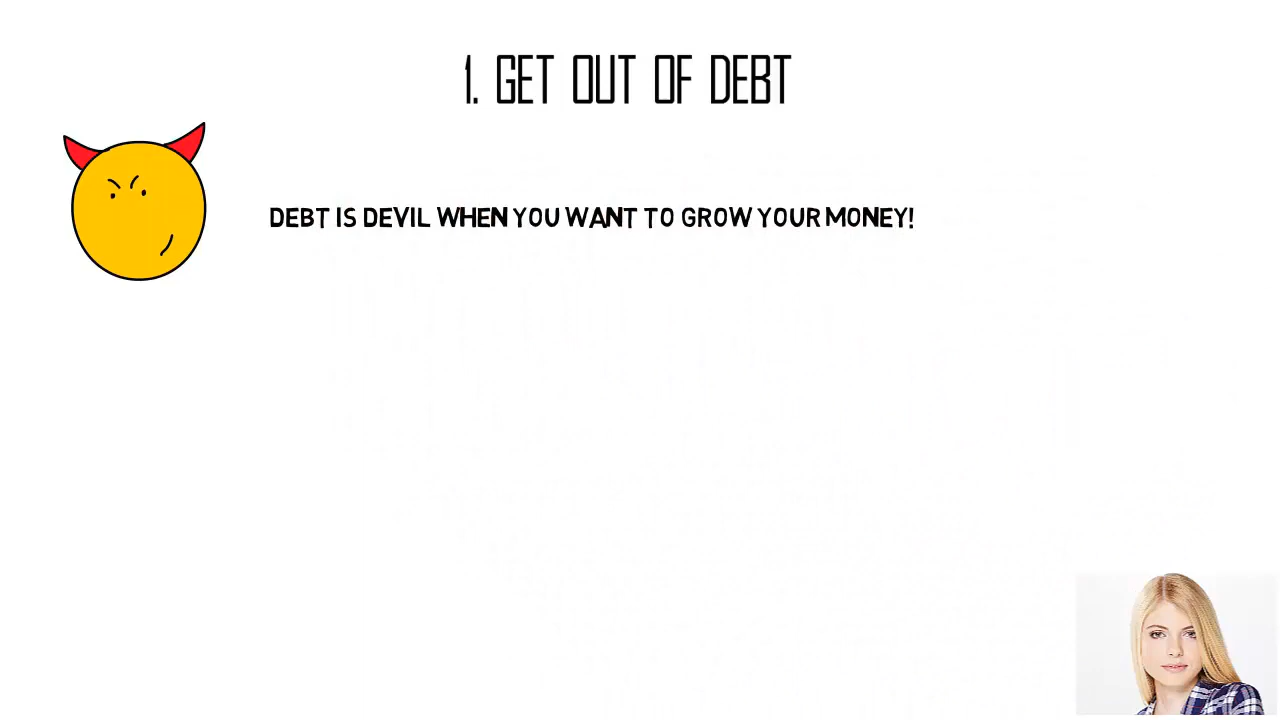 1. GET OUT OF DEBT
DEBT IS DEVIL WHEN YOU WANT TO GROW YOUR MONEY!